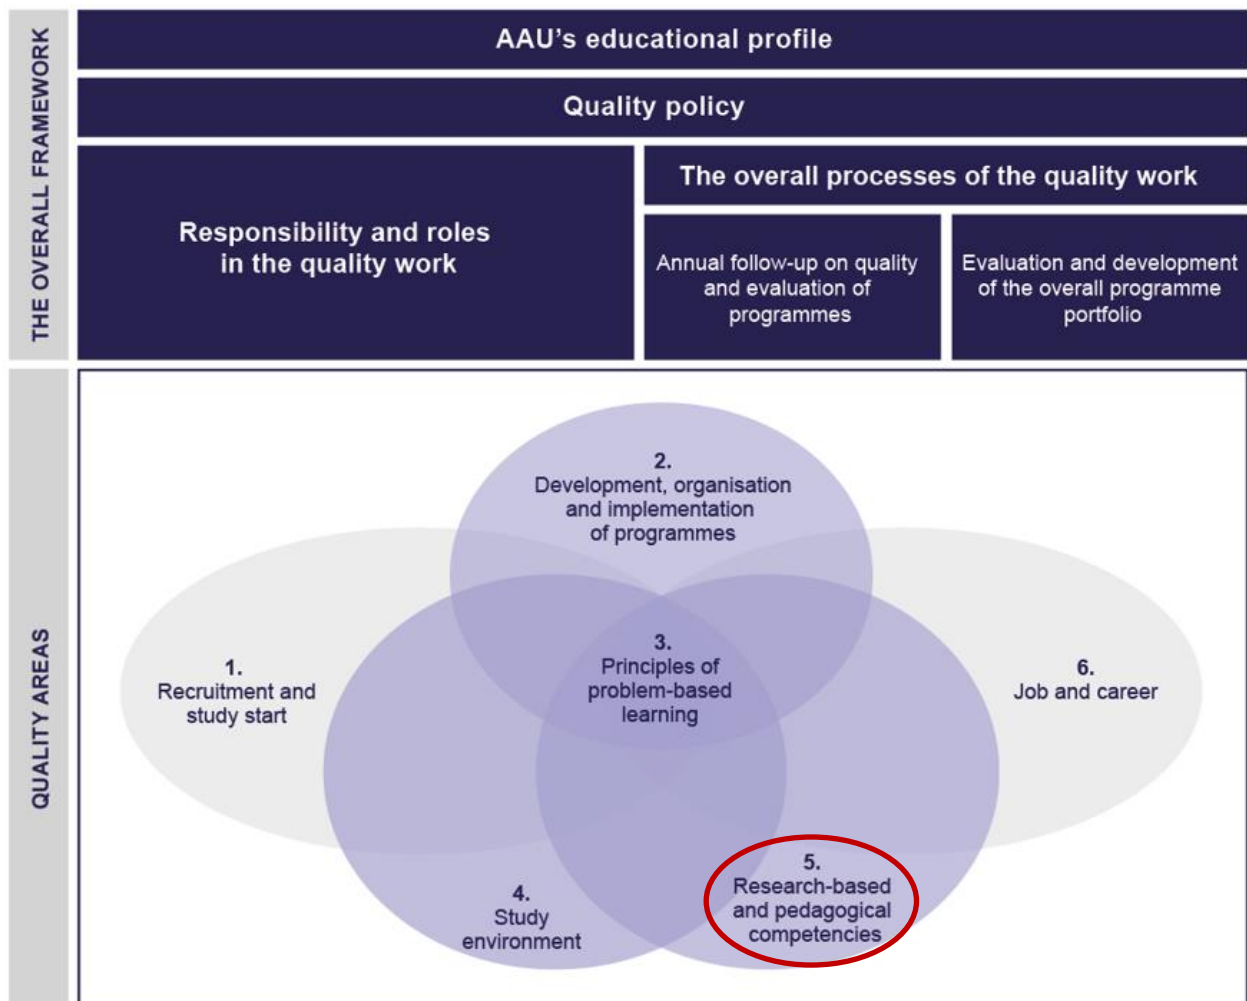 THE OVERALL FRAMEWORK
AAU's educational profile
Quality policy
Responsibility and roles
in the quality work
The overall processes of the quality work
Annual follow-up on quality
and evaluation of
programmes
Evaluation and development
of the overall programme
portfolio
QUALITY AREAS
1.
Recruitment and
study start
2.
Development, organisation
and implementation
of programmes
3.
Principles of
problem-based
learning
4.
Study
environment
5.
Research-based
and pedagogical
competencies
6.
Job and career